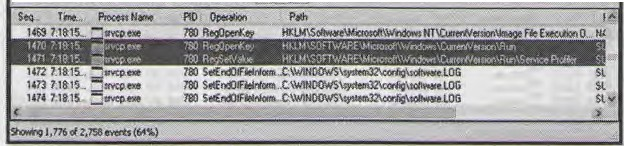 Seq... Time... Process Name PID Operation Path
1469 7:18:15... srvcp.exe 780 RegOpenKey HKLM\Software\Microsoft\Windows NT\CurrentVersion\Image File Execution O...
1470 7:18:15... srvcp.exe 780 RegOpenKey HKLM\SOFTWARE\Microsoft\Windows\CurrentVersion\Run
1471 7:18:15... srvcp.exe 780 RegSetValue HKLM\SOFTWARE\Microsoft\Windows\CurrentVersion\Run\Service Profiler
1472 7:18:15... srvcp.exe 780 SetEndOfFileInform... C:\WINDOWS\system32\config\software.LOG
1473 7:18:15... srvcp.exe 780 SetEndOfFileInform... C:\WINDOWS\system32\config\software.LOG
1474 7:18:15... srvcp.exe 780 SetEndOfFileInform... C:\WINDOWS\system32\config\software.LOG
Showing 1,776 of 2,758 events (64%)